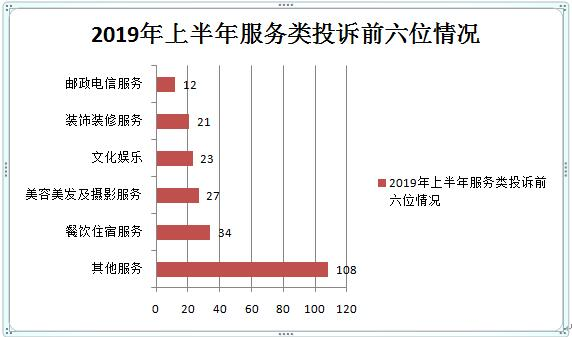 2019年上半年服务类投诉前六位情况
邮政电信服务 12
装饰装修服务 21
文化娱乐 23
美容美发及摄影服务 27
餐饮住宿服务 34
其他服务 108
0 20 40 60 80 100 120
2019年上半年服务类投诉前
六位情况